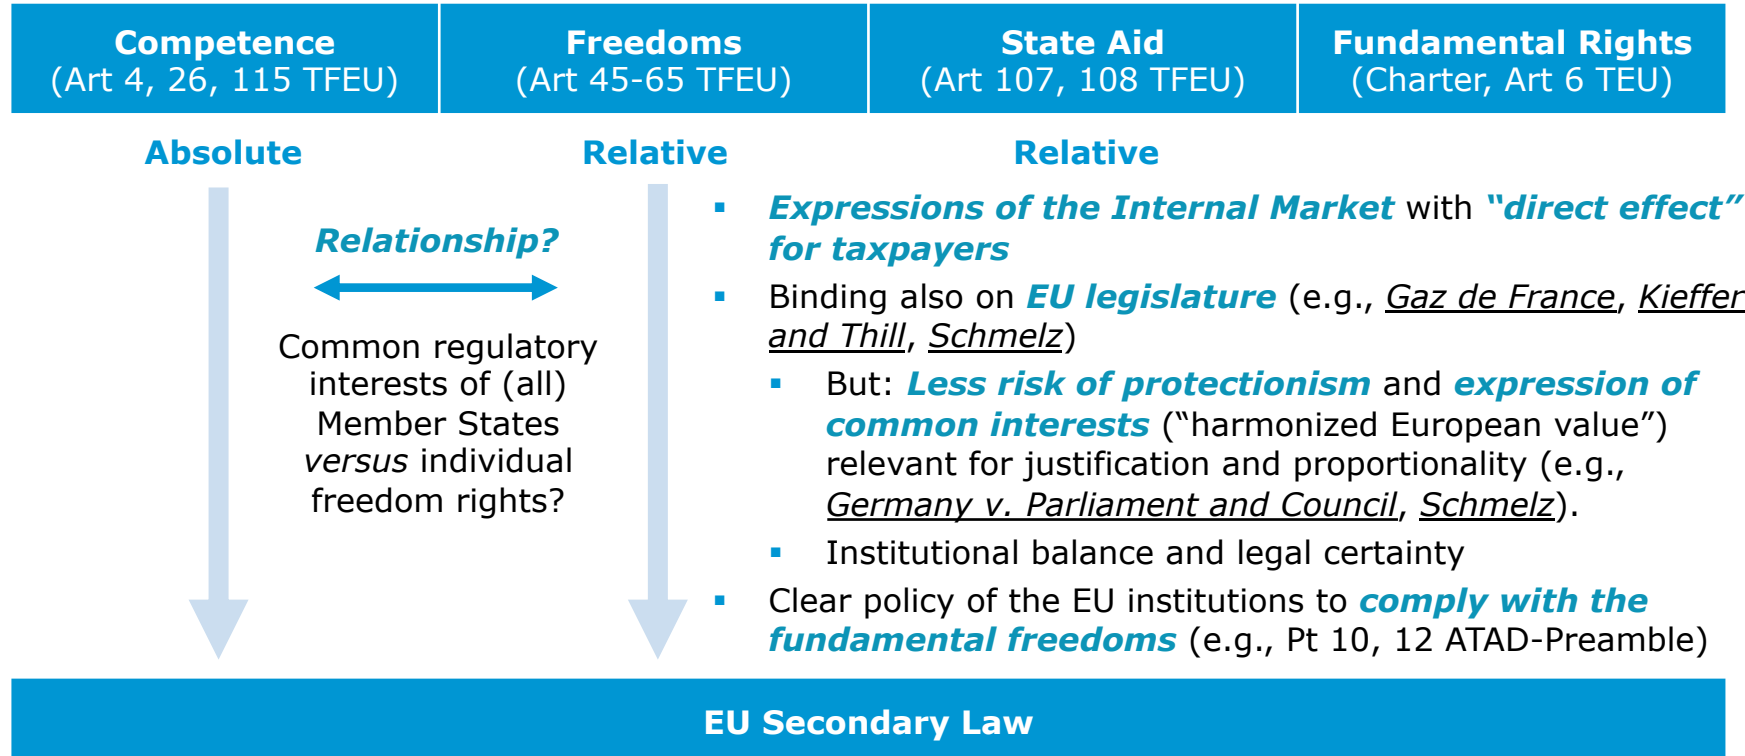 Competence
(Art 4, 26, 115 TFEU)
Freedoms
(Art 45-65 TFEU)
State Aid
(Art 107, 108 TFEU)
Fundamental Rights
(Charter, Art 6 TEU)
Absolute
Relative
Relative
Relationship?
Common regulatory
interests of (all)
Member States
versus individual
freedom rights?
▪ Expressions of the Internal Market with “direct effect”
for taxpayers
▪ Binding also on EU legislature (e.g., Gaz de France, Kieffer
and Thill, Schmelz)
▪ But: Less risk of protectionism and expression of
common interests (“harmonized European value”)
relevant for justification and proportionality (e.g.,
Germany v. Parliament and Council, Schmelz).
▪ Institutional balance and legal certainty
▪ Clear policy of the EU institutions to comply with the
fundamental freedoms (e.g., Pt 10, 12 ATAD-Preamble)
EU Secondary Law